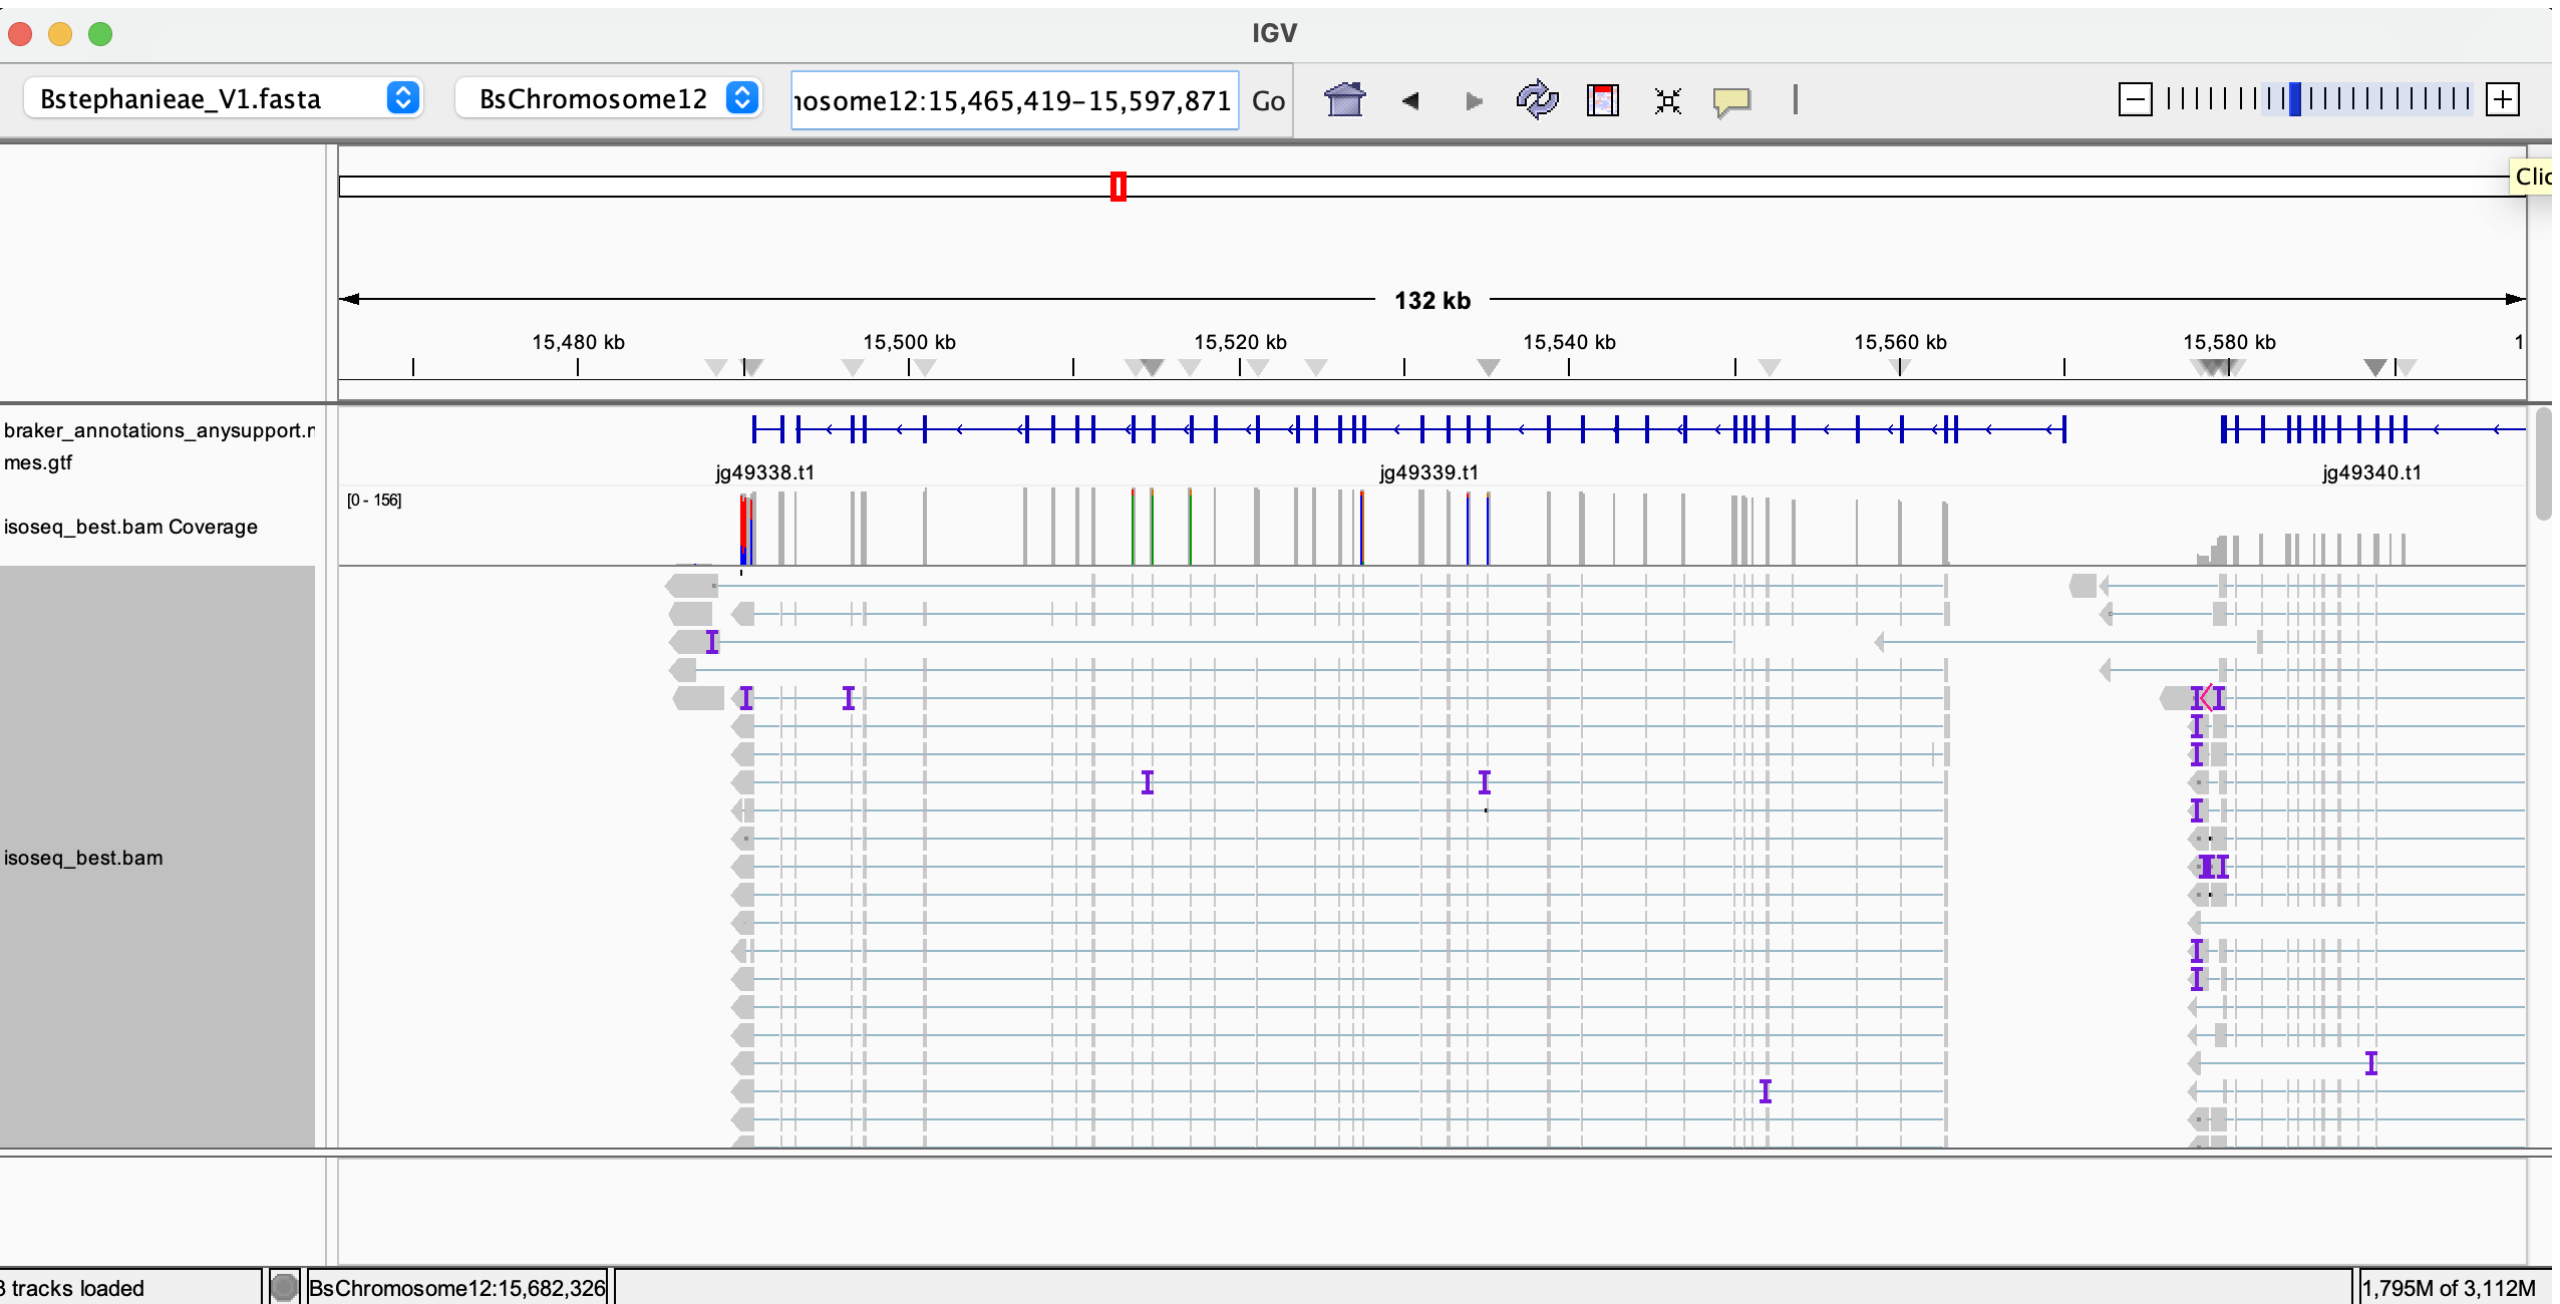 IGV
Bstephanieae_V1.fasta BsChromosome12 nosome12:15,465,419-15,597,871 Go
Clic
132 kb
15,480 kb 15,500 kb 15,520 kb 15,540 kb 15,560 kb 15,580 kb 1
braker_annotations_anysupport.r
mes.gtf
jg49338.t1 jg49339.t1 jg49340.t1
[0 - 156]
isoseq_best.bam Coverage
isoseq_best.bam
3 tracks loaded BsChromosome12:15,682,326 1,795M of 3,112M